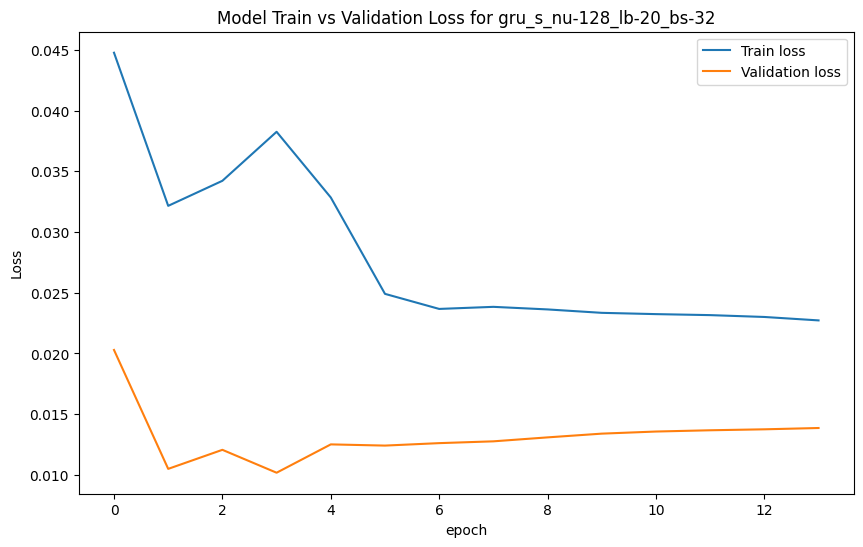 Model Train vs Validation Loss for gru_s_nu-128_lb-20_bs-32
Train loss
Validation loss
0.045
0.040
0.035
0.030
0.025
0.020
0.015
0.010
Loss
0 2 4 6 8 10 12
epoch